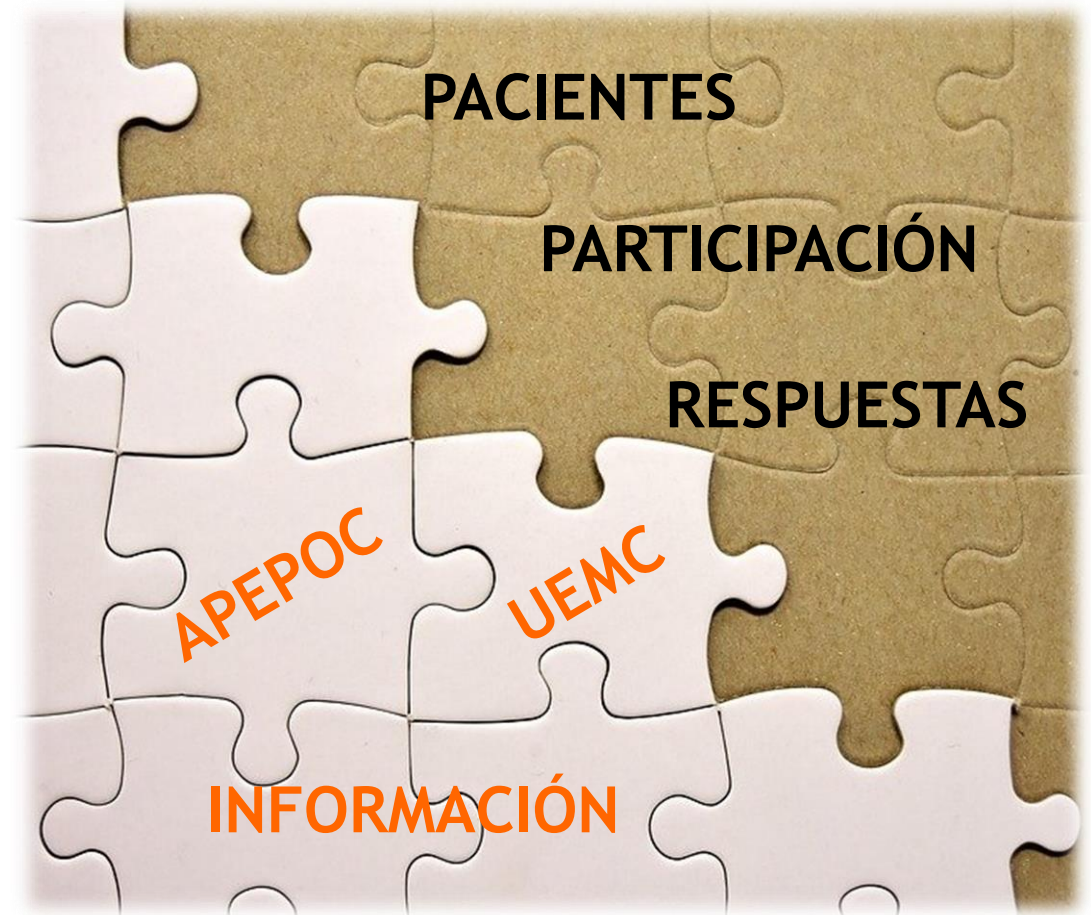 PACIENTES
PARTICIPACIÓN
RESPUESTAS
APEPOC
UEMC
INFORMACIÓN